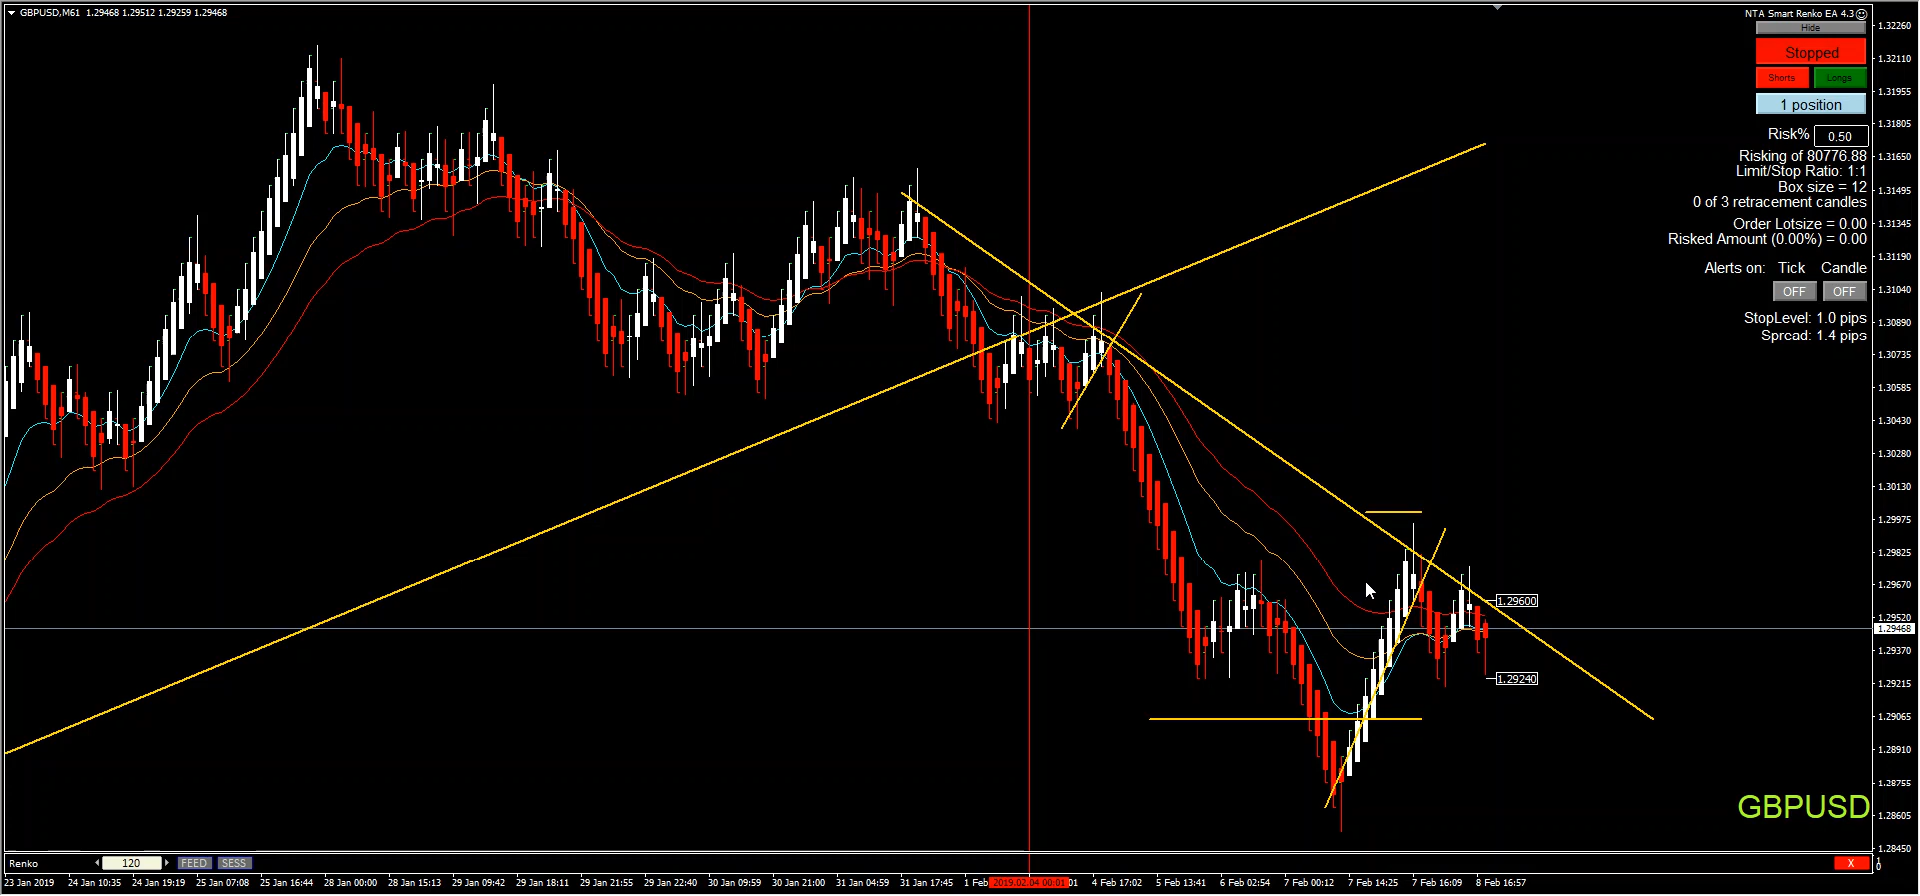 GBPUSD,M61 1.29468 1.29512 1.29259 1.29468
NTA Smart Renko EA 4.3
Hide
Stopped
Shorts Longs
1 position
Risk% 0.50
Risking of 80776.88
Limit/Stop Ratio: 1:1
Box size = 12
0 of 3 retracement candles
Order Lotsize = 0.00
Risked Amount (0.00%) = 0.00
Alerts on: Tick Candle
OFF OFF
StopLevel: 1.0 pips
Spread: 1.4 pips
1.32260
1.32110
1.31955
1.31805
1.31650
1.31495
1.31345
1.31190
1.31040
1.30890
1.30735
1.30585
1.30430
1.30280
1.30130
1.29975
1.29825
1.29670
1.29600
1.29520
1.29468
1.29370
1.29240
1.29215
1.29065
1.28910
1.28755
GBPUSD
1.28605
1.28450
Renko 120 FEED SESS X
1
0
23 Jan 2019 24 Jan 10:35 24 Jan 19:19 25 Jan 07:08 25 Jan 16:44 28 Jan 00:00 28 Jan 15:13 29 Jan 09:42 29 Jan 18:11 29 Jan 21:55 29 Jan 22:40 30 Jan 09:59 30 Jan 21:00 31 Jan 04:59 31 Jan 17:45 1 Feb 2019.02.04 00:01 01 4 Feb 17:02 5 Feb 13:41 6 Feb 02:54 7 Feb 00:12 7 Feb 14:25 7 Feb 16:09 8 Feb 16:57